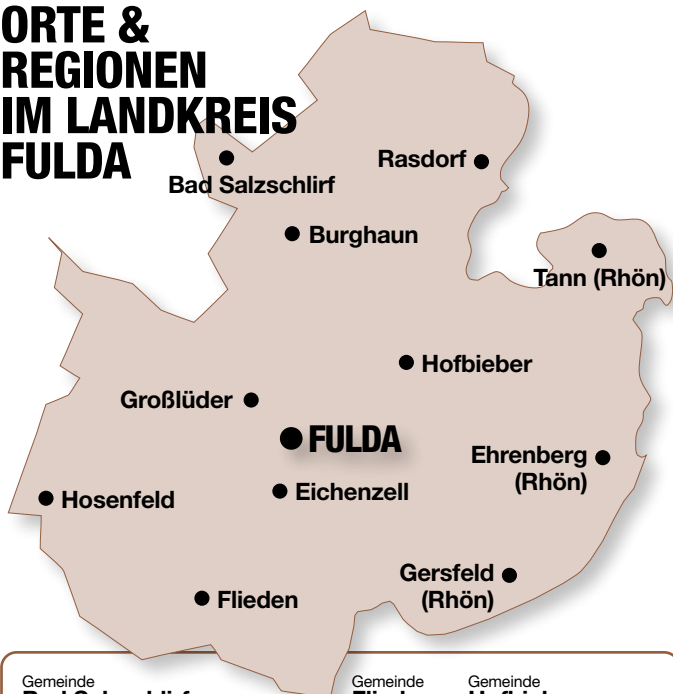 ORTE &
REGIONEN
IM LANDKREIS
FULDA
Rasdorf
Bad Salzschlirf
Burghaun
Tann (Rhön)
Hofbieber
Großlüder
FULDA
Ehrenberg
(Rhön)
Hosenfeld
Eichenzell
Gersfeld
(Rhön)
Flieden
Gemeinde
Gemeinde
Gemeinde